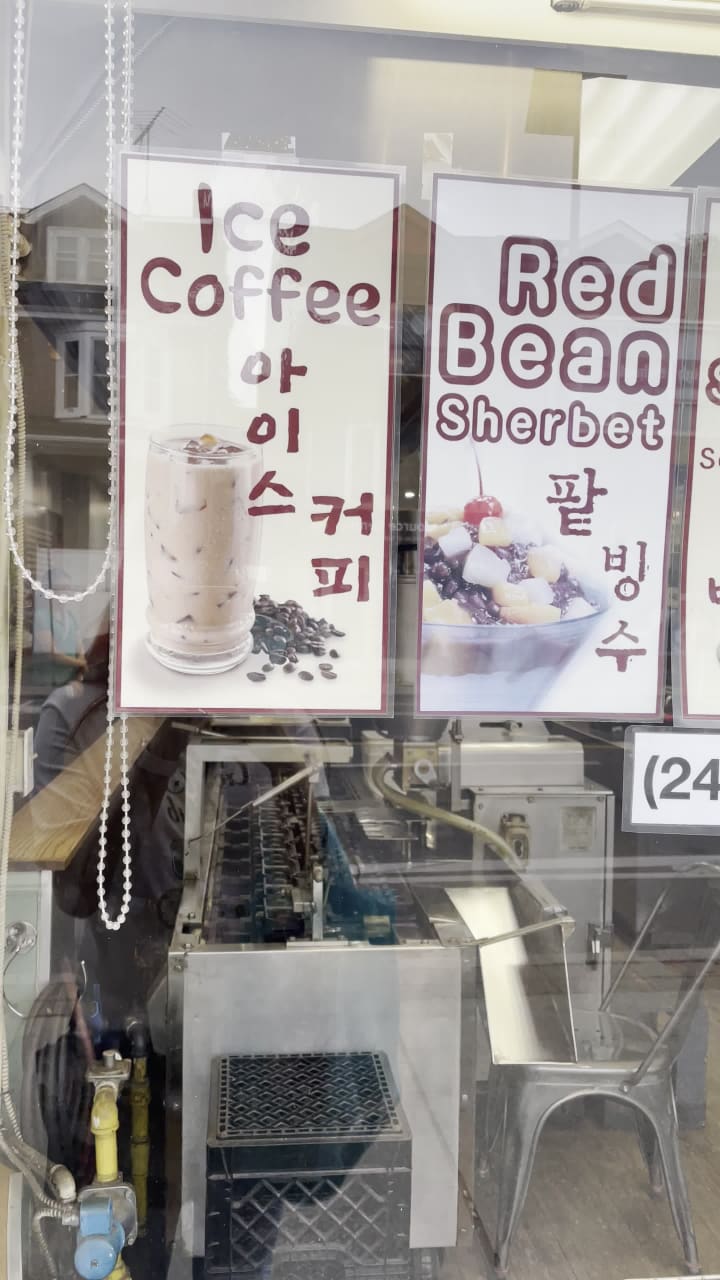 Ice
Coffee
아
이
스
커
피
Red
Bean
Sherbet
팥
빙
수
(24